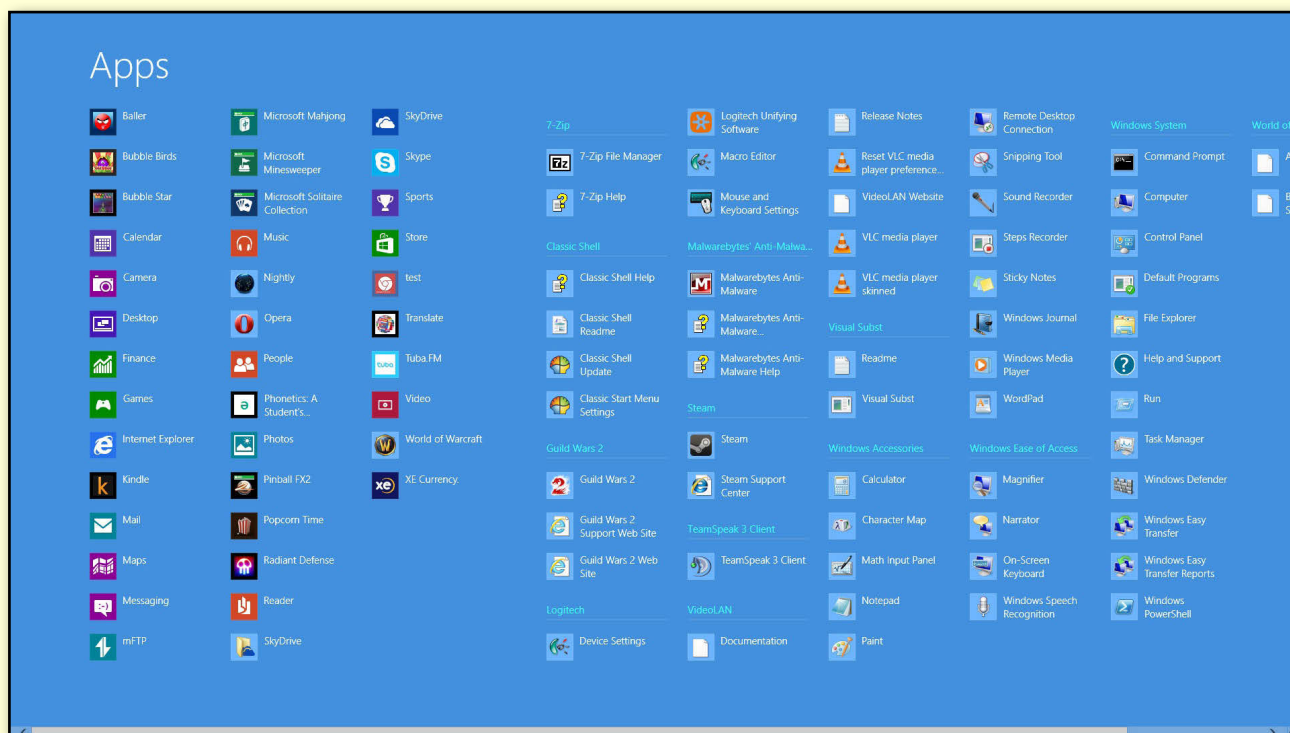 Apps
Baller
Bubble Birds
Bubble Star
Calendar
Camera
Desktop
Finance
Games
Internet Explorer
Kindle
Mail
Maps
Messaging
mFTP
Microsoft Mahjong
Microsoft
Minesweeper
Microsoft Solitaire
Collection
Music
Nightly
Opera
People
Phonetics: A
Student's...
Photos
Pinball FX2
Popcorn Time
Radiant Defense
Reader
SkyDrive
SkyDrive
Skype
Sports
Store
test
Translate
Tuba.FM
Video
World of Warcraft
XE Currency.
7-Zip
7-Zip File Manager
7-Zip Help
Classic Shell
Classic Shell Help
Classic Shell
Readme
Classic Shell
Update
Classic Start Menu
Settings
Guild Wars 2
Guild Wars 2
Guild Wars 2
Support Web Site
Guild Wars 2 Web
Site
Logitech
Device Settings
Logitech Unifying
Software
Macro Editor
Mouse and
Keyboard Settings
Malwarebytes' Anti-Malwa...
Malwarebytes Anti-
Malware
Malwarebytes Anti-
Malware...
Malwarebytes Anti-
Malware Help
Steam
Steam
Steam Support
Center
TeamSpeak 3 Client
TeamSpeak 3 Client
VideoLAN
Documentation
Release Notes
Reset VLC media
player preference...
VideoLAN Website
VLC media player
VLC media player
skinned
Visual Subst
Readme
Visual Subst
Windows Accessories
Calculator
Character Map
Math Input Panel
Notepad
Paint
Remote Desktop
Connection
Snipping Tool
Sound Recorder
Steps Recorder
Sticky Notes
Windows Journal
Windows Media
Player
WordPad
Windows Ease of Access
Magnifier
Narrator
On-Screen
Keyboard
Windows Speech
Recognition
Windows System
Command Prompt
Computer
Control Panel
Default Programs
File Explorer
Help and Support
Run
Task Manager
Windows Defender
Windows Easy
Transfer
Windows Easy
Transfer Reports
Windows
PowerShell
World of